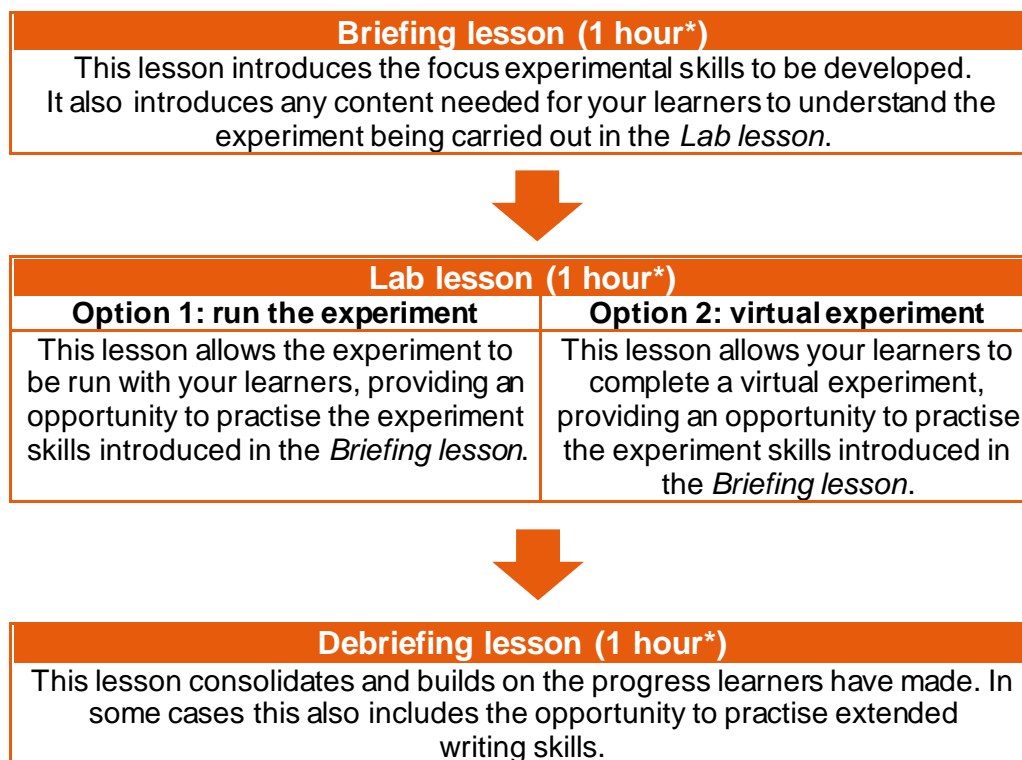 Briefing lesson (1 hour*)
This lesson introduces the focus experimental skills to be developed.
It also introduces any content needed for your learners to understand the
experiment being carried out in the Lab lesson.
Lab lesson (1 hour*)
Option 1: run the experiment
This lesson allows the experiment to
be run with your learners, providing an
opportunity to practise the experiment
skills introduced in the Briefing lesson.
Option 2: virtual experiment
This lesson allows your learners to
complete a virtual experiment,
providing an opportunity to practise
the experiment skills introduced in
the Briefing lesson.
Debriefing lesson (1 hour*)
This lesson consolidates and builds on the progress learners have made. In
some cases this also includes the opportunity to practise extended
writing skills.